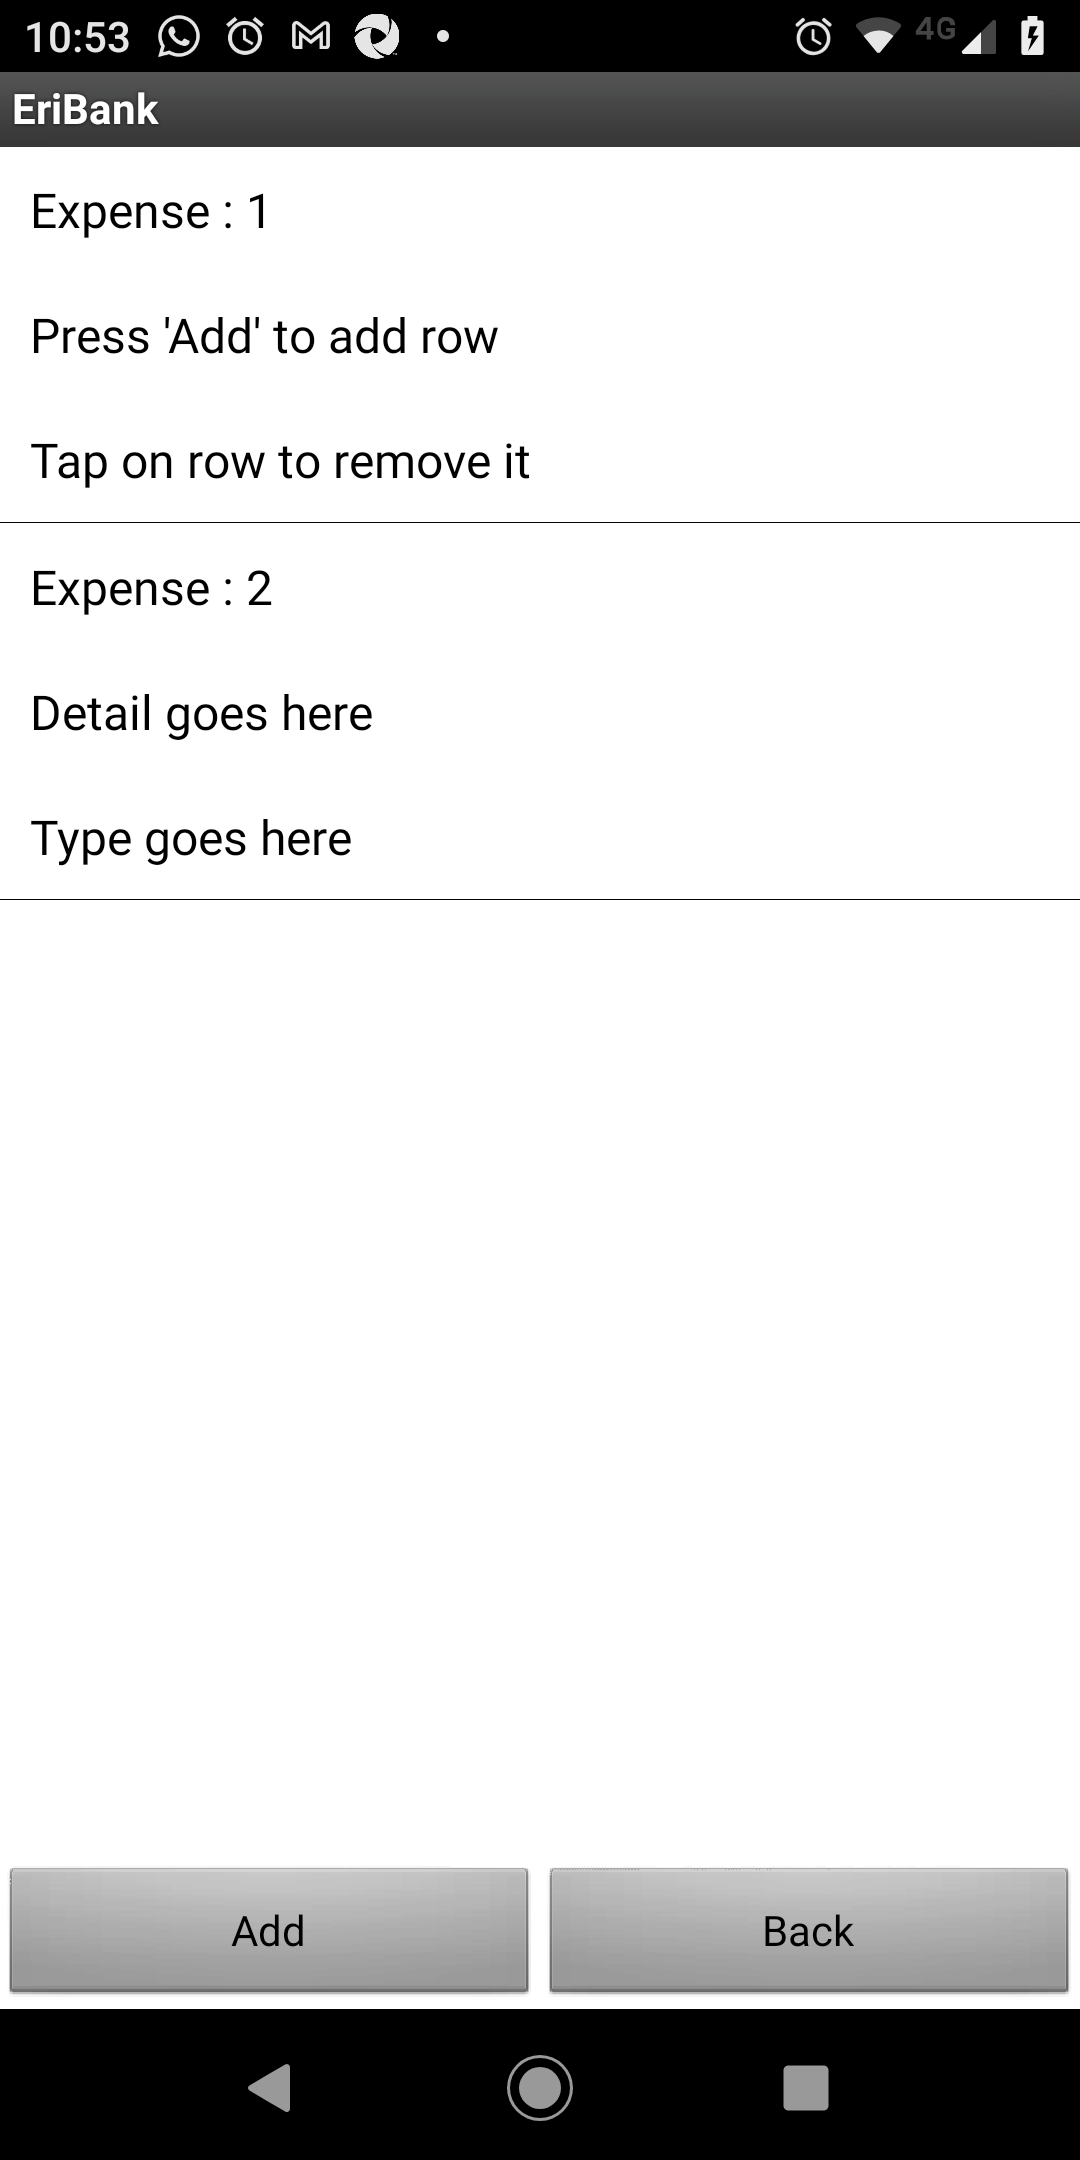 10:53 4G
EriBank
Expense : 1
Press 'Add' to add row
Tap on row to remove it
Expense : 2
Detail goes here
Type goes here
Add Back